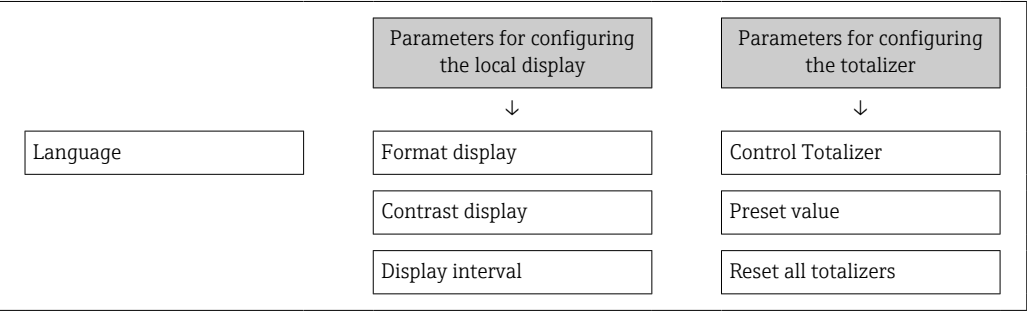 Parameters for configuring
the local display
Parameters for configuring
the totalizer
↓
↓
Language
Format display
Control Totalizer
Contrast display
Preset value
Display interval
Reset all totalizers